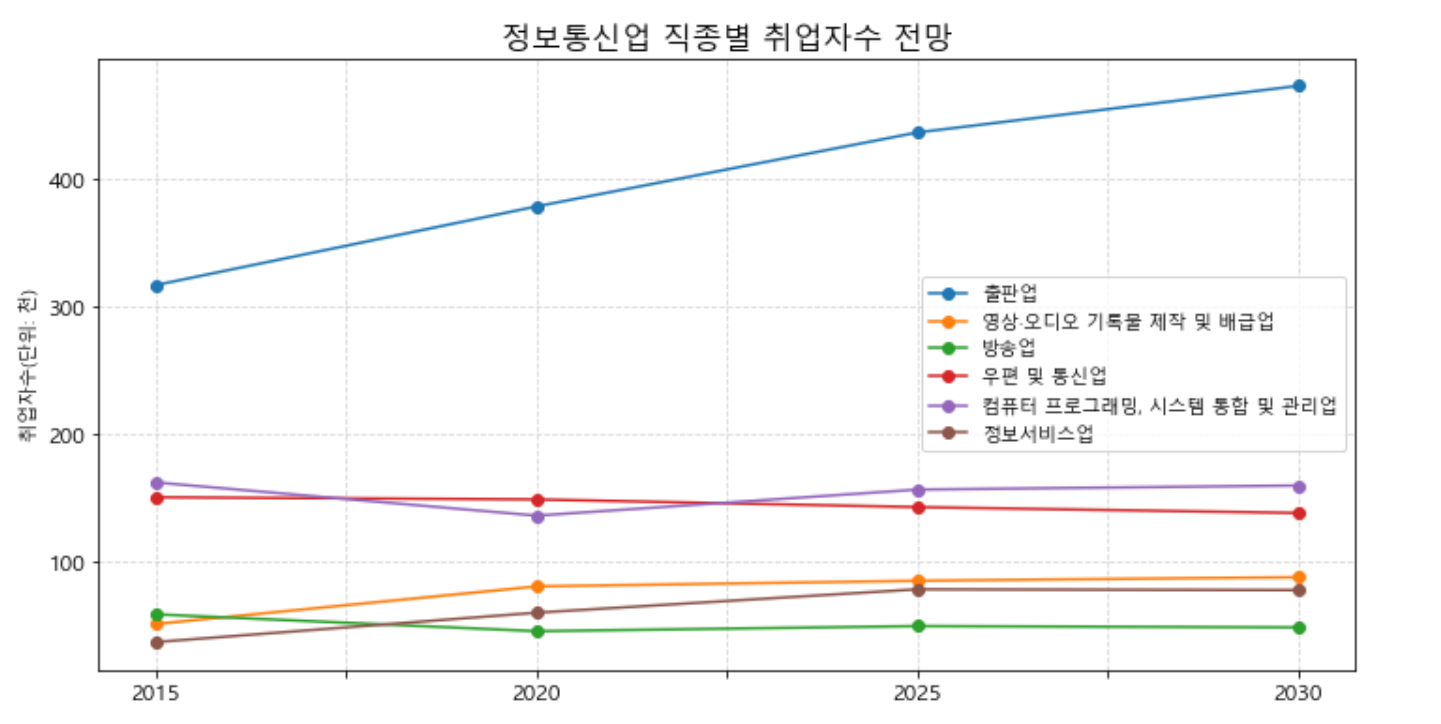 정보통신업 직종별 취업자수 전망
취업자수(단위: 천)
400
300
200
100
출판업
영상·오디오 기록물 제작 및 배급업
방송업
우편 및 통신업
컴퓨터 프로그래밍, 시스템 통합 및 관리업
정보서비스업
2015
2020
2025
2030